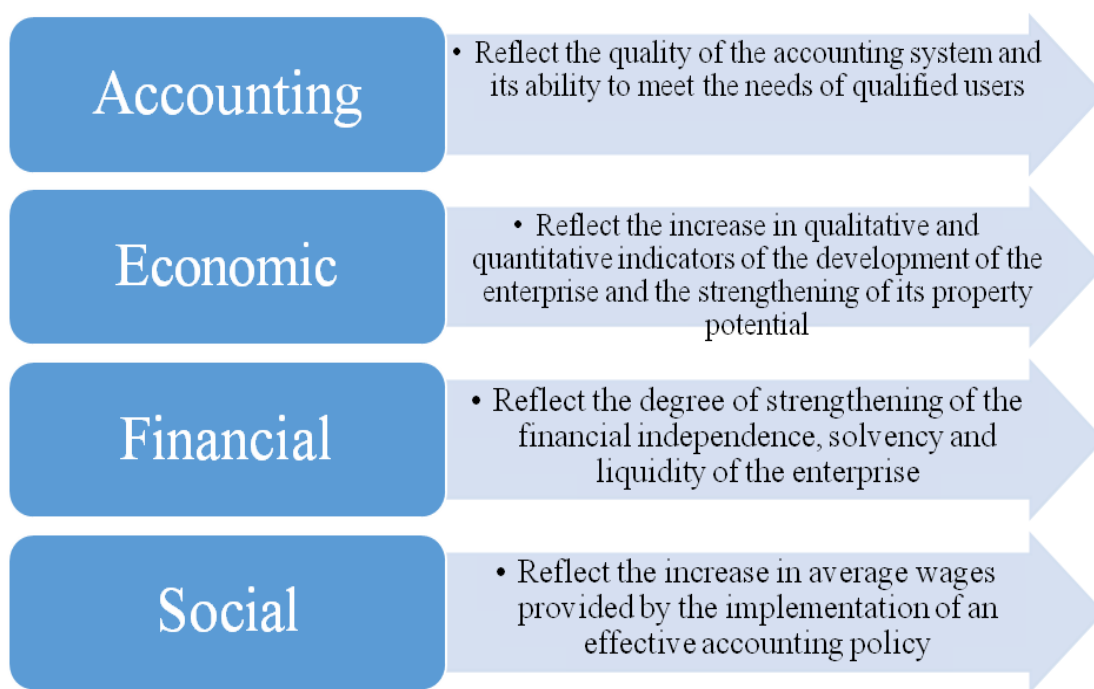 Accounting
• Reflect the quality of the accounting system and
its ability to meet the needs of qualified users
Economic
• Reflect the increase in qualitative and
quantitative indicators of the development of the
enterprise and the strengthening of its property
potential
Financial
• Reflect the degree of strengthening of the
financial independence, solvency and
liquidity of the enterprise
Social
• Reflect the increase in average wages
provided by the implementation of an
effective accounting policy